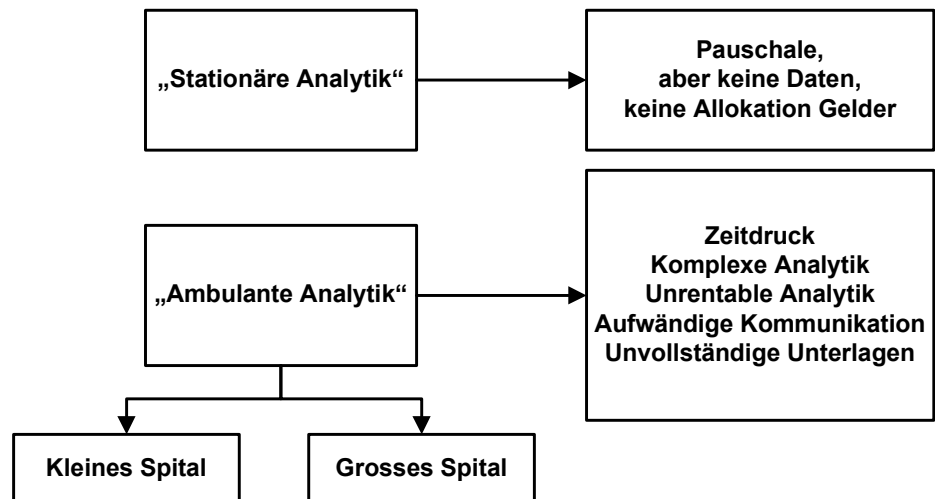 „Stationäre Analytik“
Pauschale,
aber keine Daten,
keine Allokation Gelder
„Ambulante Analytik“
Zeitdruck
Komplexe Analytik
Unrentable Analytik
Aufwändige Kommunikation
Unvollständige Unterlagen
Kleines Spital
Grosses Spital